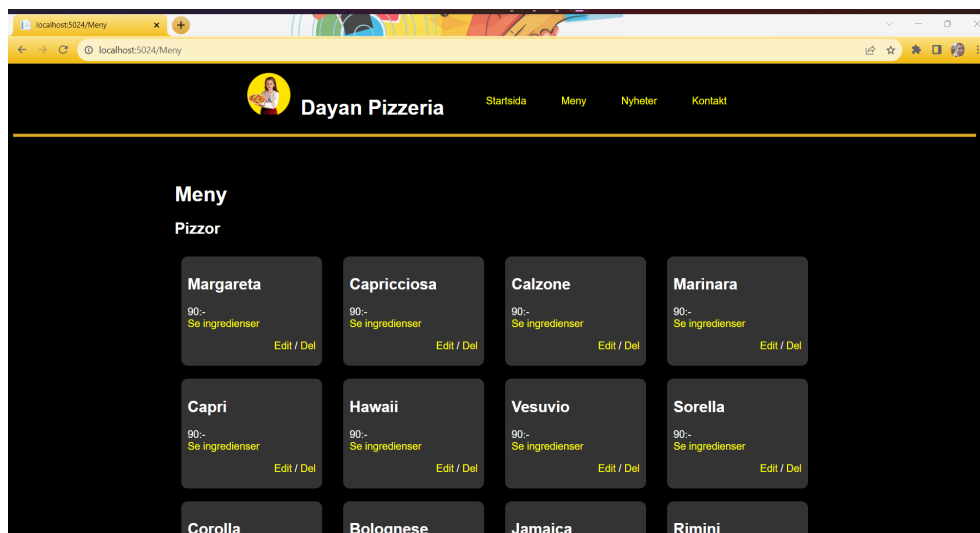 localhost:5024/Meny
localhost:5024/Meny
Dayan Pizzeria
Startsida Meny Nyheter Kontakt
Meny
Pizzor
Margareta Capricciosa Calzone Marinara
90:- 90:- 90:- 90:-
Se ingredienser Se ingredienser Se ingredienser Se ingredienser
Edit / Del Edit / Del Edit / Del Edit / Del
Capri Hawaii Vesuvio Sorella
90:- 90:- 90:- 90:-
Se ingredienser Se ingredienser Se ingredienser Se ingredienser
Edit / Del Edit / Del Edit / Del Edit / Del
Corolla Bolognese Jamaica Rimini